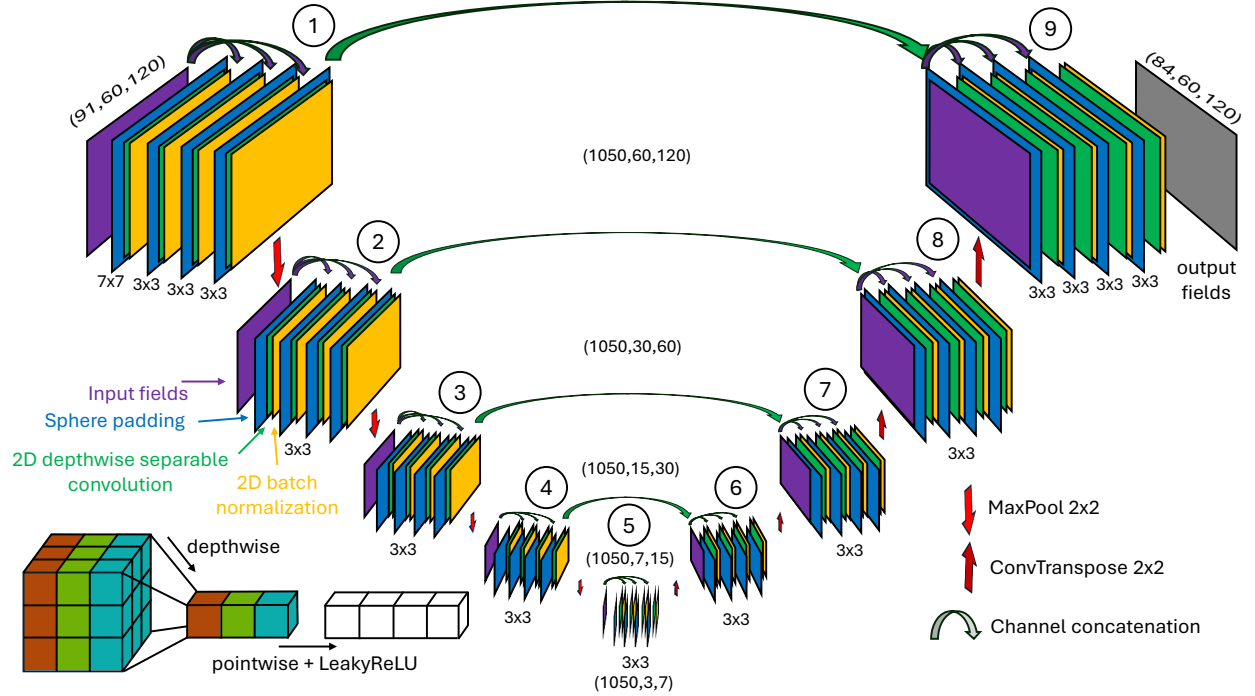 1
9
(91,60,120)
(84,60,120)
(1050,60,120)
2
8
7x7
3x3
3x3
3x3
3x3
3x3
3x3
3x3
output
fields
(1050,30,60)
Input fields
3
7
Sphere padding
3x3
3x3
2D depthwise separable
convolution
2D batch
normalization
(1050,15,30)
4
6
5
MaxPool 2x2
3x3
3x3
depthwise
(1050,7,15)
ConvTranspose 2x2
3x3
3x3
Channel concatenation
pointwise + LeakyReLU
3x3
(1050,3,7)